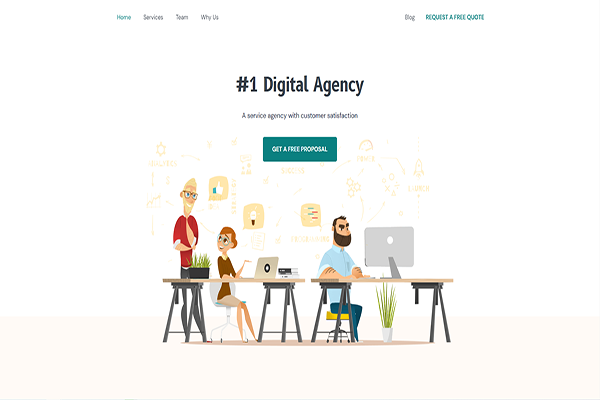 Home Services Team Why Us Blog REQUEST A FREE QUOTE
#1 Digital Agency
A service agency with customer satisfaction
GET A FREE PROPOSAL